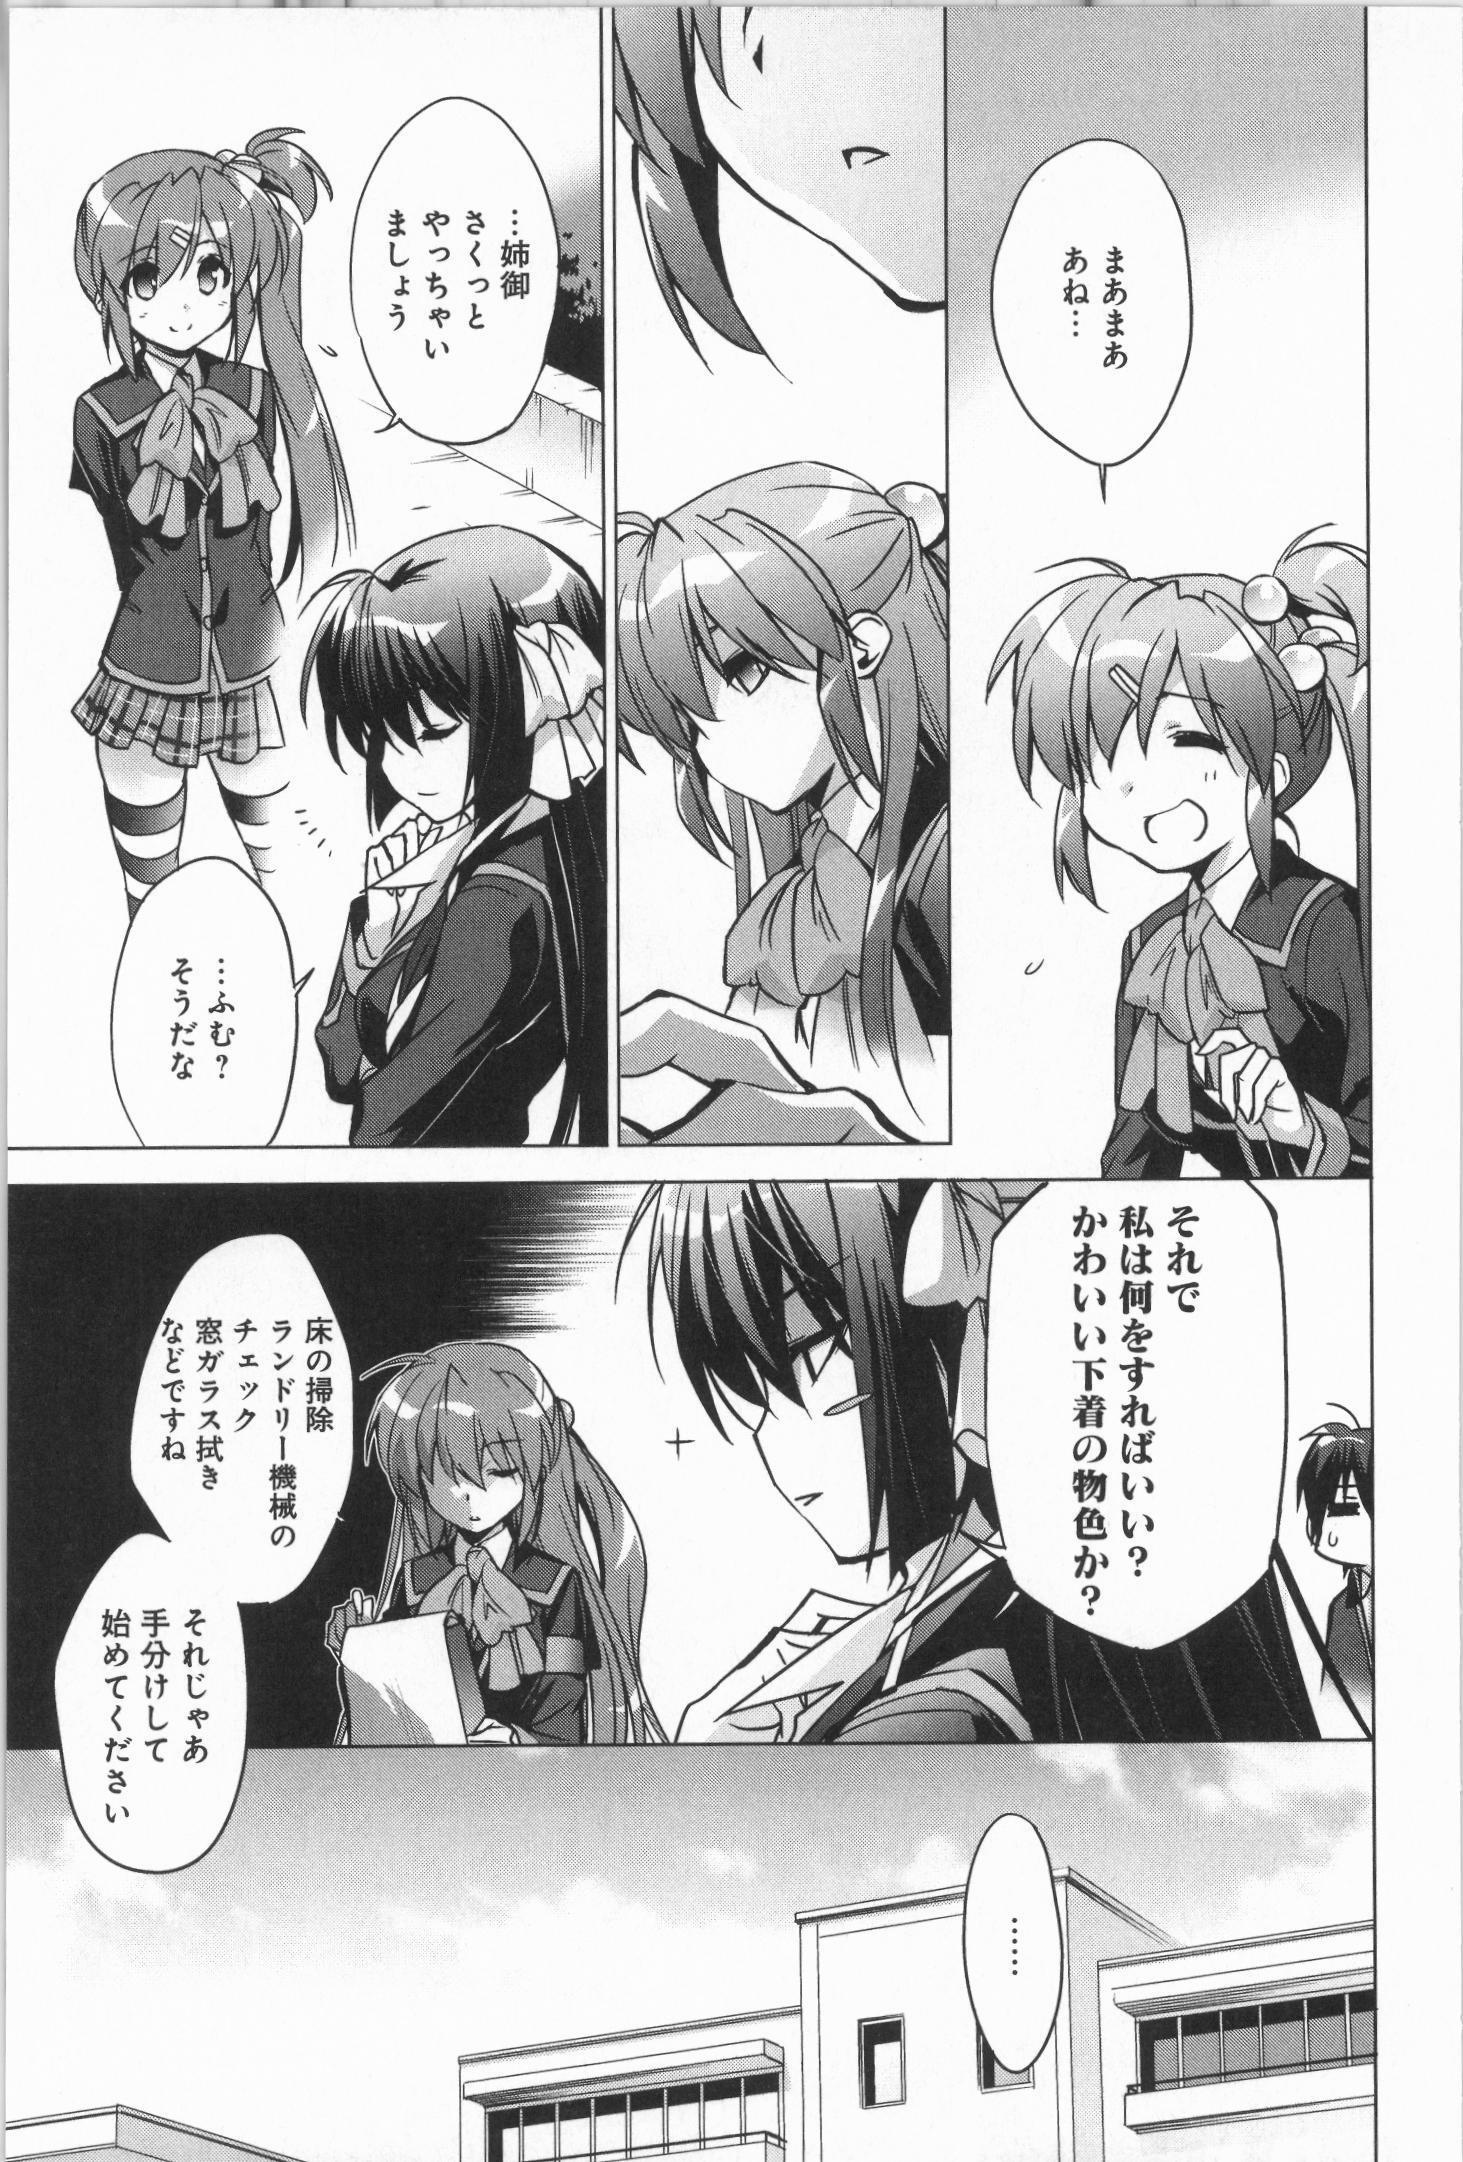 まあまあ
あね…
…姉御
さくっと
やっちゃい
ましょう
…ふむ？
そうだな
それで
私は何をすればいい？
かわいい下着の物色か？
床の掃除
ランドリー機械の
チェック
窓ガラス拭き
などですね
それじゃあ
手分けして
始めてください
……